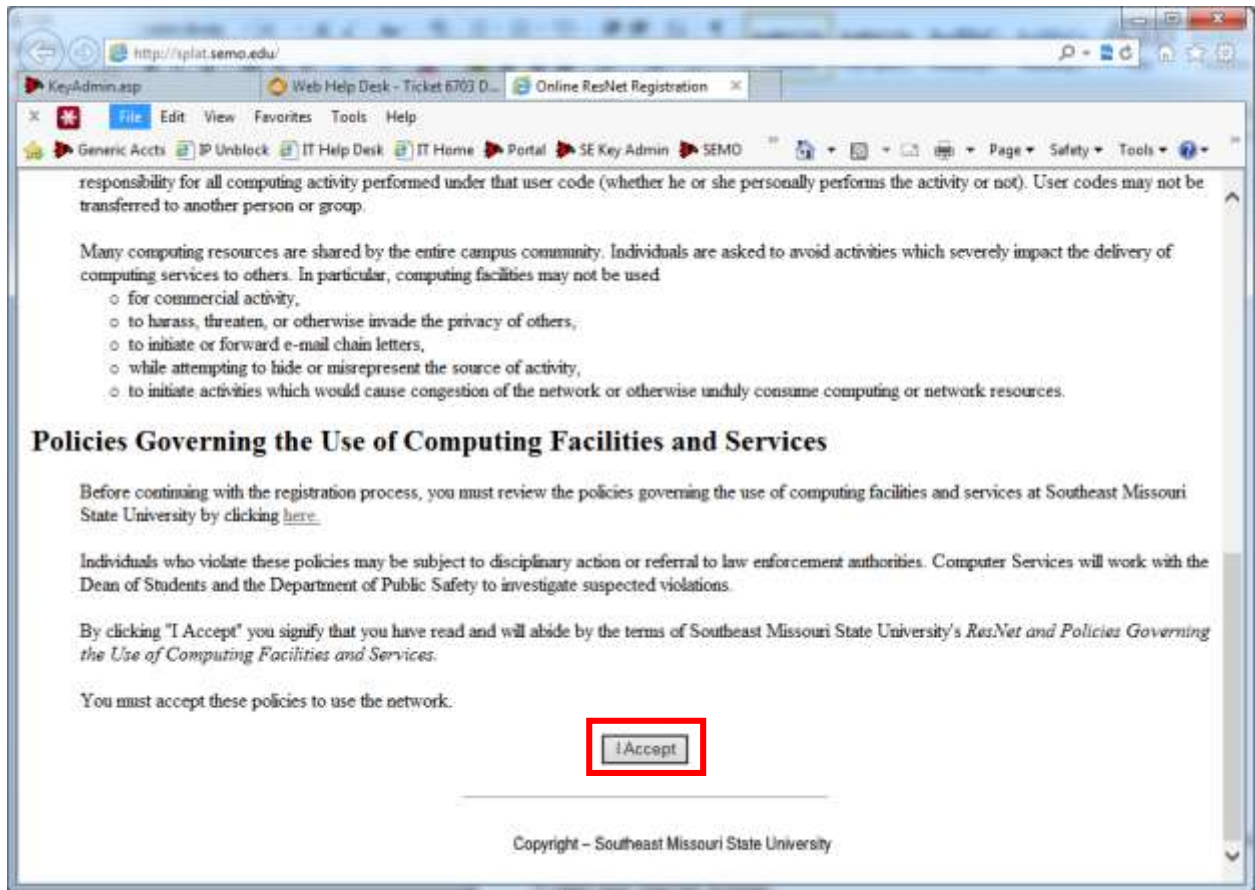 http://splat.semo.edu/
KeyAdmin.asp
Web Help Desk - Ticket 6703 D...
Online ResNet Registration
File Edit View Favorites Tools Help
Generic Accts IP Unblock IT Help Desk IT Home Portal SE Key Admin SEMO Page Safety Tools
responsibility for all computing activity performed under that user code (whether he or she personally performs the activity or not). User codes may not be
transferred to another person or group.
Many computing resources are shared by the entire campus community. Individuals are asked to avoid activities which severely impact the delivery of
computing services to others. In particular, computing facilities may not be used
for commercial activity,
to harass, threaten, or otherwise invade the privacy of others,
to initiate or forward e-mail chain letters,
while attempting to hide or misrepresent the source of activity,
to initiate activities which would cause congestion of the network or otherwise unduly consume computing or network resources.
Policies Governing the Use of Computing Facilities and Services
Before continuing with the registration process, you must review the policies governing the use of computing facilities and services at Southeast Missouri
State University by clicking here.
Individuals who violate these policies may be subject to disciplinary action or referral to law enforcement authorities. Computer Services will work with the
Dean of Students and the Department of Public Safety to investigate suspected violations.
By clicking "I Accept" you signify that you have read and will abide by the terms of Southeast Missouri State University's ResNet and Policies Governing
the Use of Computing Facilities and Services.
You must accept these policies to use the network.
I Accept
Copyright – Southeast Missouri State University